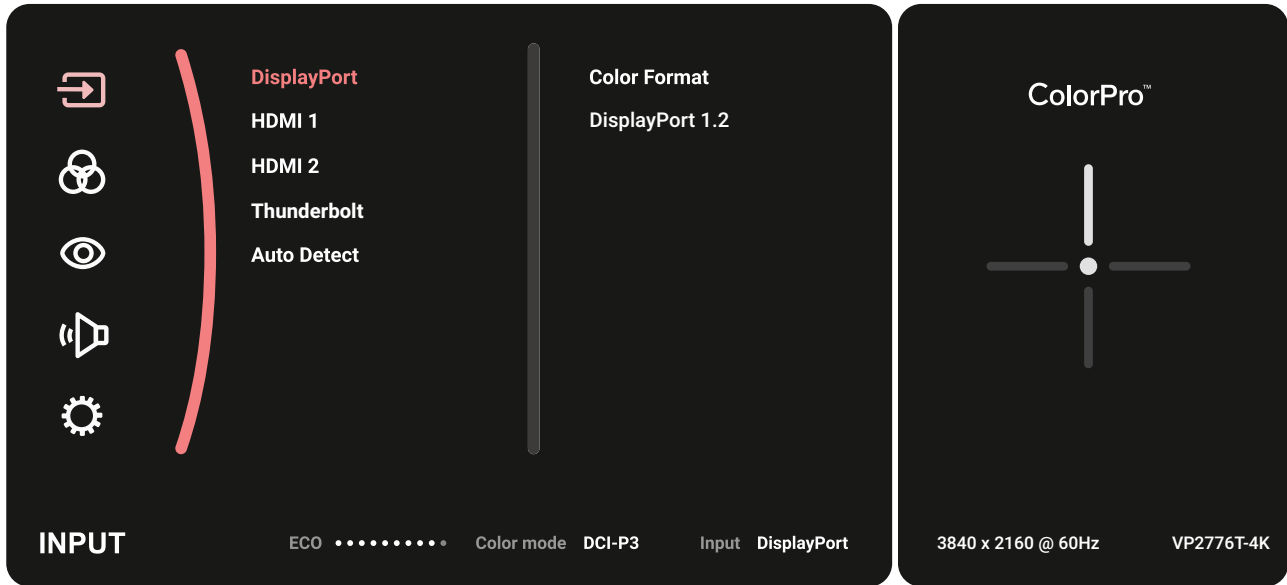 DisplayPort
HDMI 1
HDMI 2
Thunderbolt
Auto Detect
Color Format
DisplayPort 1.2
INPUT
ECO
Color mode DCI-P3
Input DisplayPort
ColorPro™
3840 x 2160 @ 60Hz
VP2776T-4K